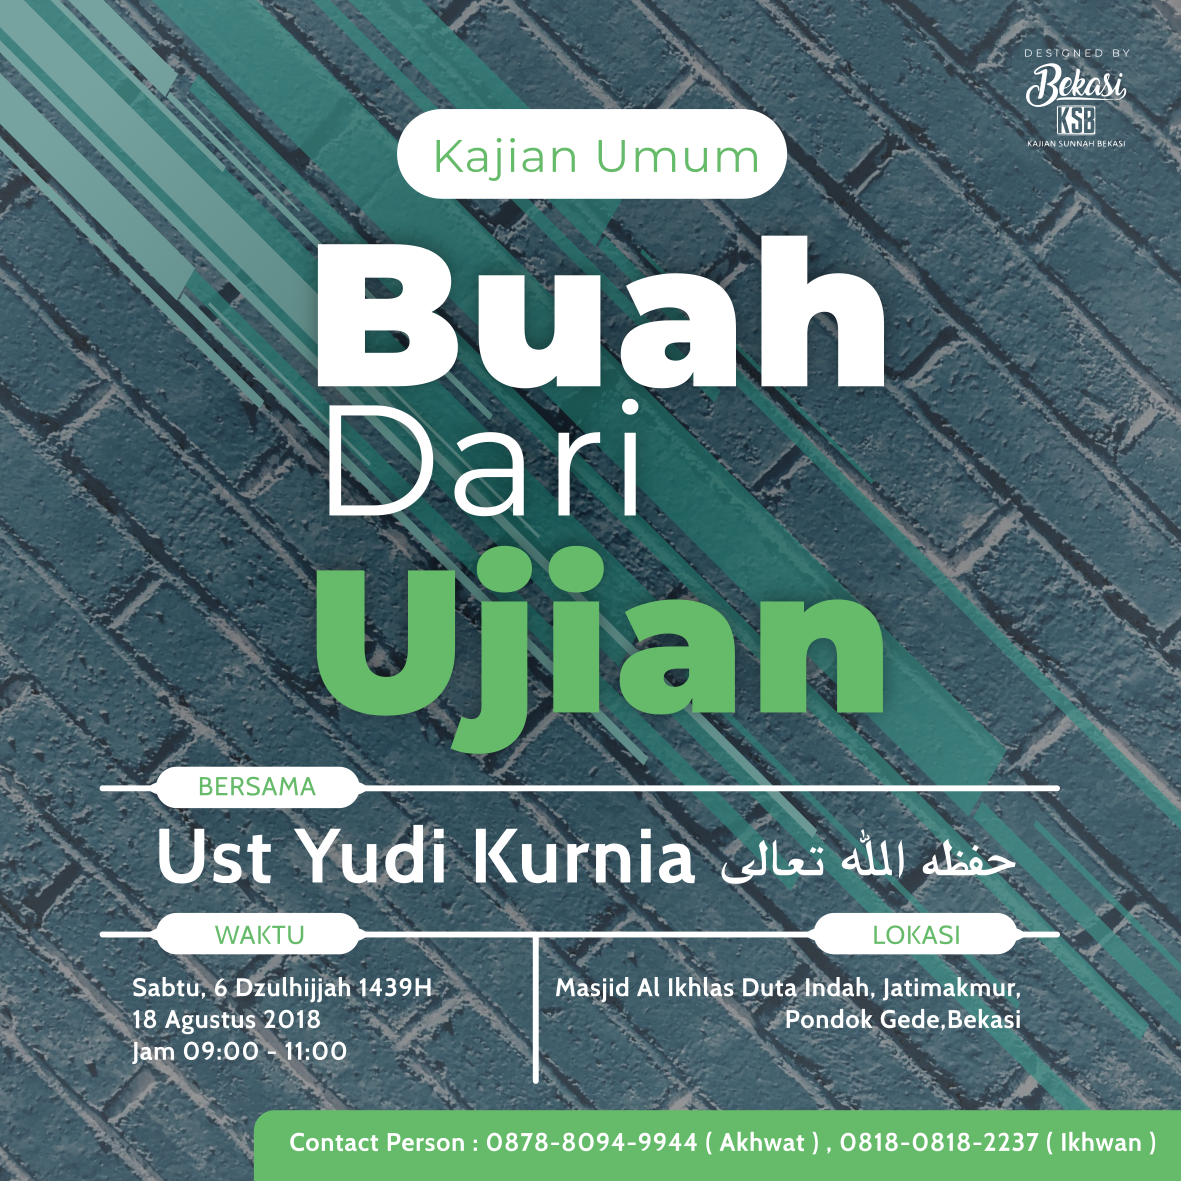 DESIGNED BY
Bekasi
KSB
KAJIAN SUNNAH BEKASI
Kajian Umum
Buah
Dari
Ujian
BERSAMA
Ust Yudi Kurnia حفظه الله تعالى
WAKTU
Sabtu, 6 Dzulhijjah 1439H
18 Agustus 2018
Jam 09:00 - 11:00
LOKASI
Masjid Al Ikhlas Duta Indah, Jatimakmur,
Pondok Gede,Bekasi
Contact Person : 0878-8094-9944 ( Akhwat ) , 0818-0818-2237 ( Ikhwan )